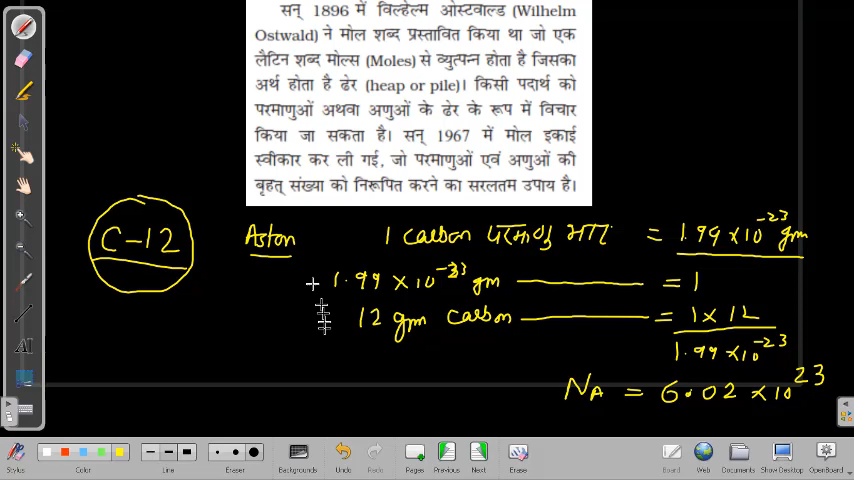 सन् 1896 में विल्हेल्म ओस्टवाल्ड (Wilhelm
Ostwald) ने मोल शब्द प्रस्तावित किया था जो एक
लैटिन शब्द मोल्स (Moles) से व्युत्पन्न होता है जिसका
अर्थ होता है ढेर (heap or pile)। किसी पदार्थ को
परमाणुओं अथवा अणुओं के ढेर के रूप में विचार
किया जा सकता है। सन् 1967 में मोल इकाई
स्वीकार कर ली गई, जो परमाणुओं एवं अणुओं की
बृहत् संख्या को निरूपित करने का सरलतम उपाय है।
C-12
Aston 1 carbon परमाणु भार = 1.99 × 10⁻²³ gm
1.99 × 10⁻²³ gm = 1
12 gm carbon = 1 × 12
1.99 × 10⁻²³
N_A = 6.02 × 10²³
Stylus Color Line Eraser Backgrounds Undo Redo Pages Previous Next Erase Board Web Documents Show Desktop OpenBoard